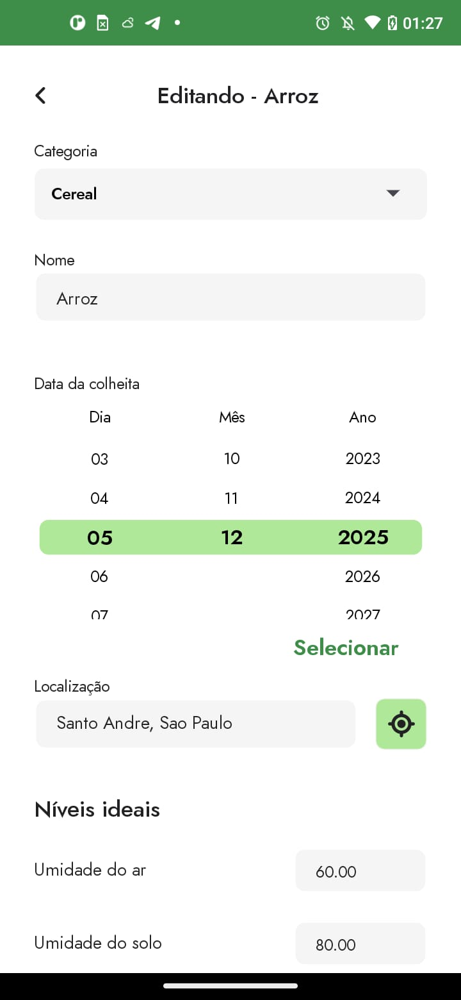 01:27
Editando - Arroz
Categoria
Cereal
Nome
Arroz
Data da colheita
Dia Mês Ano
03 10 2023
04 11 2024
05 12 2025
06 2026
07 2027
Selecionar
Localização
Santo Andre, Sao Paulo
Níveis ideais
Umidade do ar 60.00
Umidade do solo 80.00